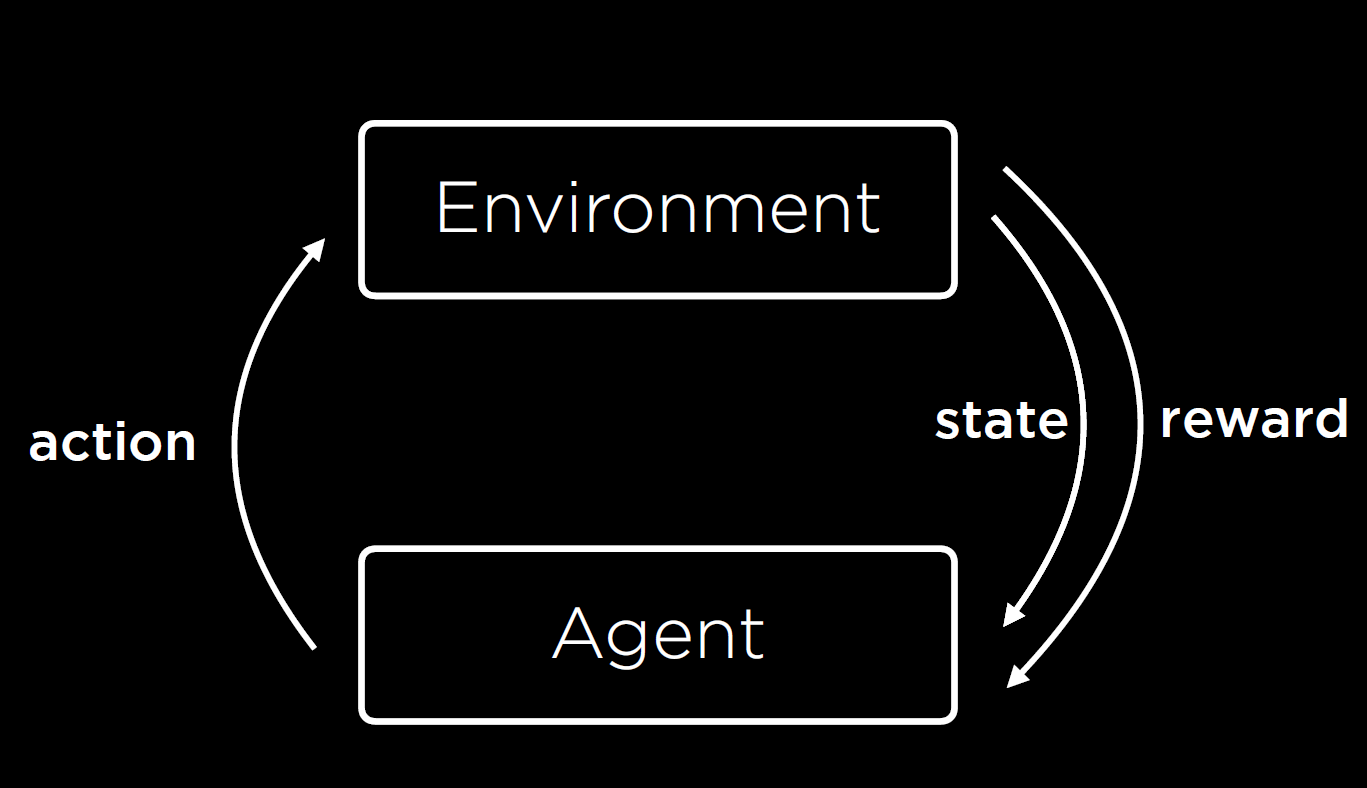 Environment
action
state
reward
Agent